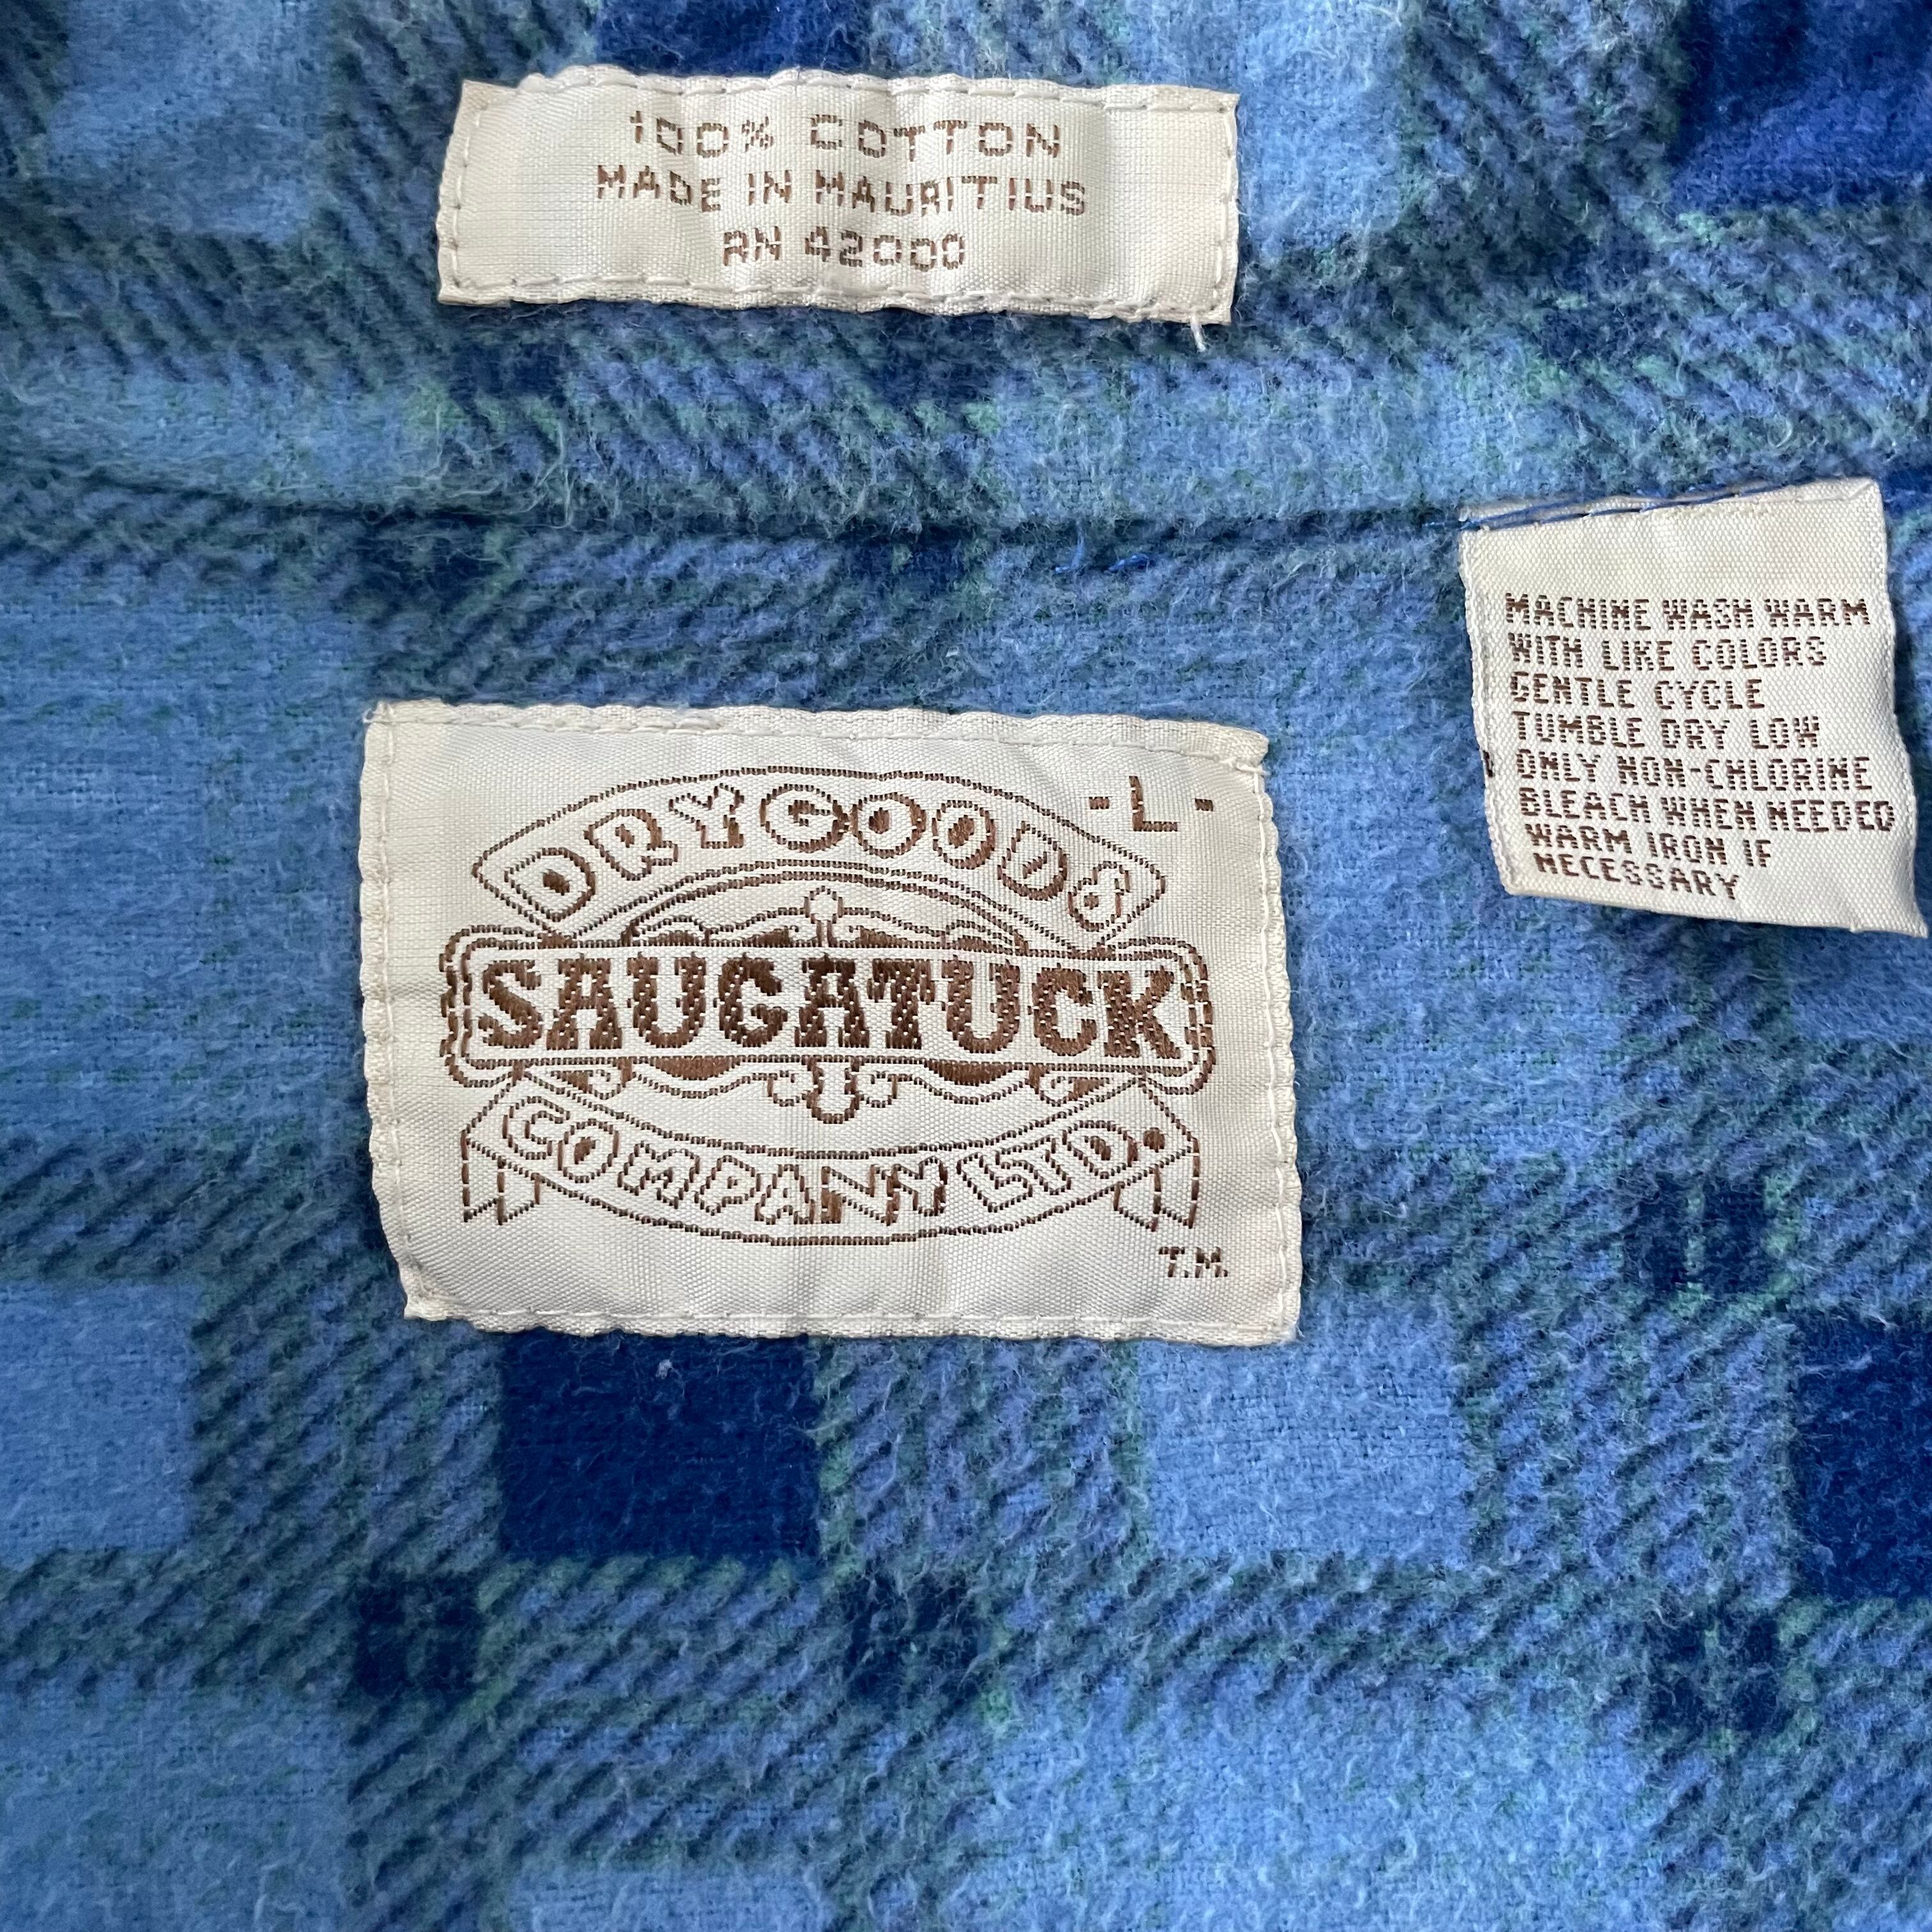 100% COTTON
MADE IN MAURITIUS
RN 42000
MACHINE WASH WARM
WITH LIKE COLORS
GENTLE CYCLE
TUMBLE DRY LOW
ONLY NON-CHLORINE
BLEACH WHEN NEEDED
WARM IRON IF
NECESSARY
-L-
DRY GOODS
SAUGATUCK
COMPANY LTD.
T.M.